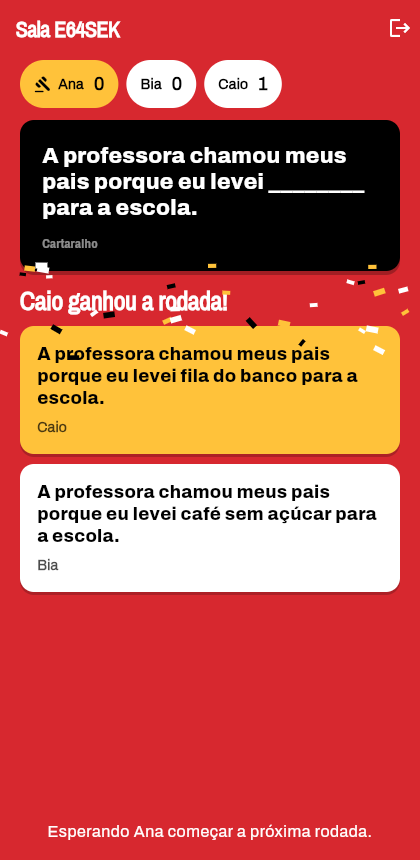 Sala E64SEK
Ana 0 Bia 0 Caio 1
A professora chamou meus
pais porque eu levei ________
para a escola.
Cartaralho
Caio ganhou a rodada!
A professora chamou meus pais
porque eu levei fila do banco para a
escola.
Caio
A professora chamou meus pais
porque eu levei café sem açúcar para
a escola.
Bia
Esperando Ana começar a próxima rodada.